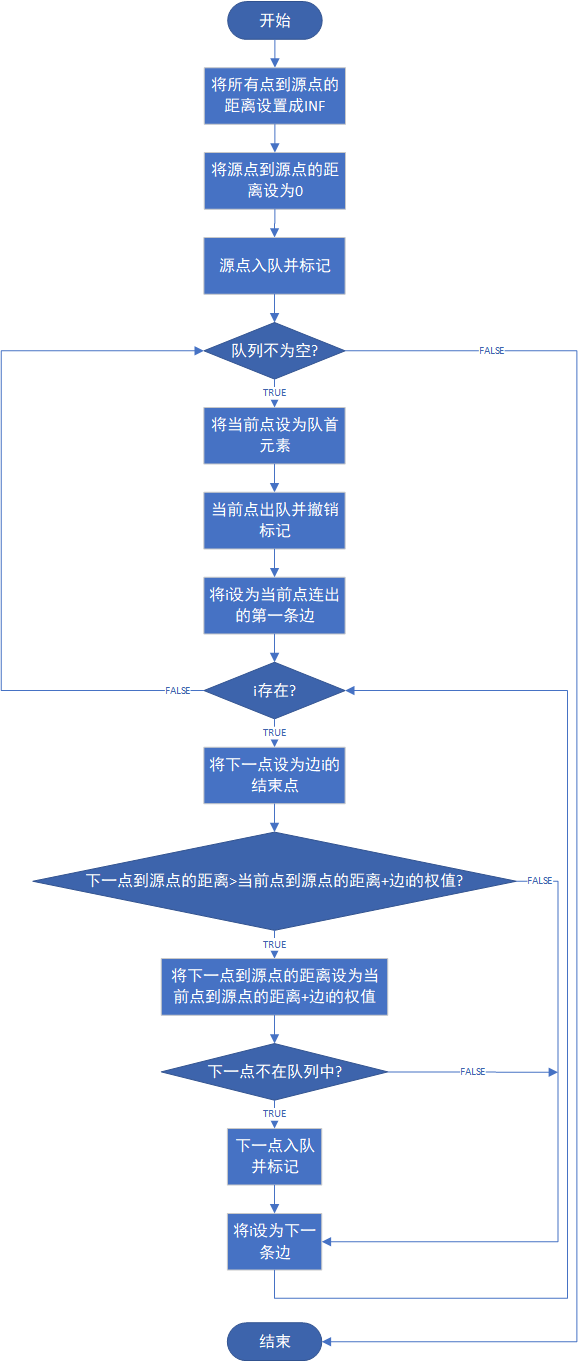 开始
将所有点到源点的
距离设置成INF
将源点到源点的距
离设为0
源点入队并标记
队列不为空?
FALSE
TRUE
将当前点设为队首
元素
当前点出队并撤销
标记
将i设为当前点连出
的第一条边
i存在?
FALSE
TRUE
将下一点设为边i的
结束点
下一点到源点的距离>当前点到源点的距离+边i的权值?
FALSE
TRUE
将下一点到源点的距离设为当
前点到源点的距离+边i的权值
下一点不在队列中?
FALSE
TRUE
下一点入队
并标记
将i设为下一
条边
结束